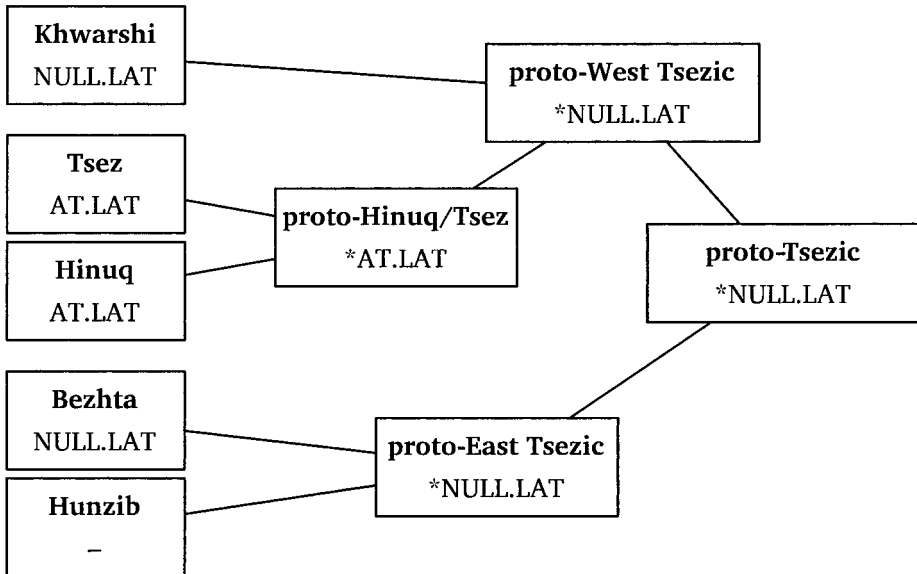 Khwarshi
NULL.LAT
proto-West Tsezic
*NULL.LAT
Tsez
AT.LAT
proto-Hinuq/Tsez
*AT.LAT
Hinuq
AT.LAT
proto-Tsezic
*NULL.LAT
Bezhta
NULL.LAT
proto-East Tsezic
*NULL.LAT
Hunzib
–